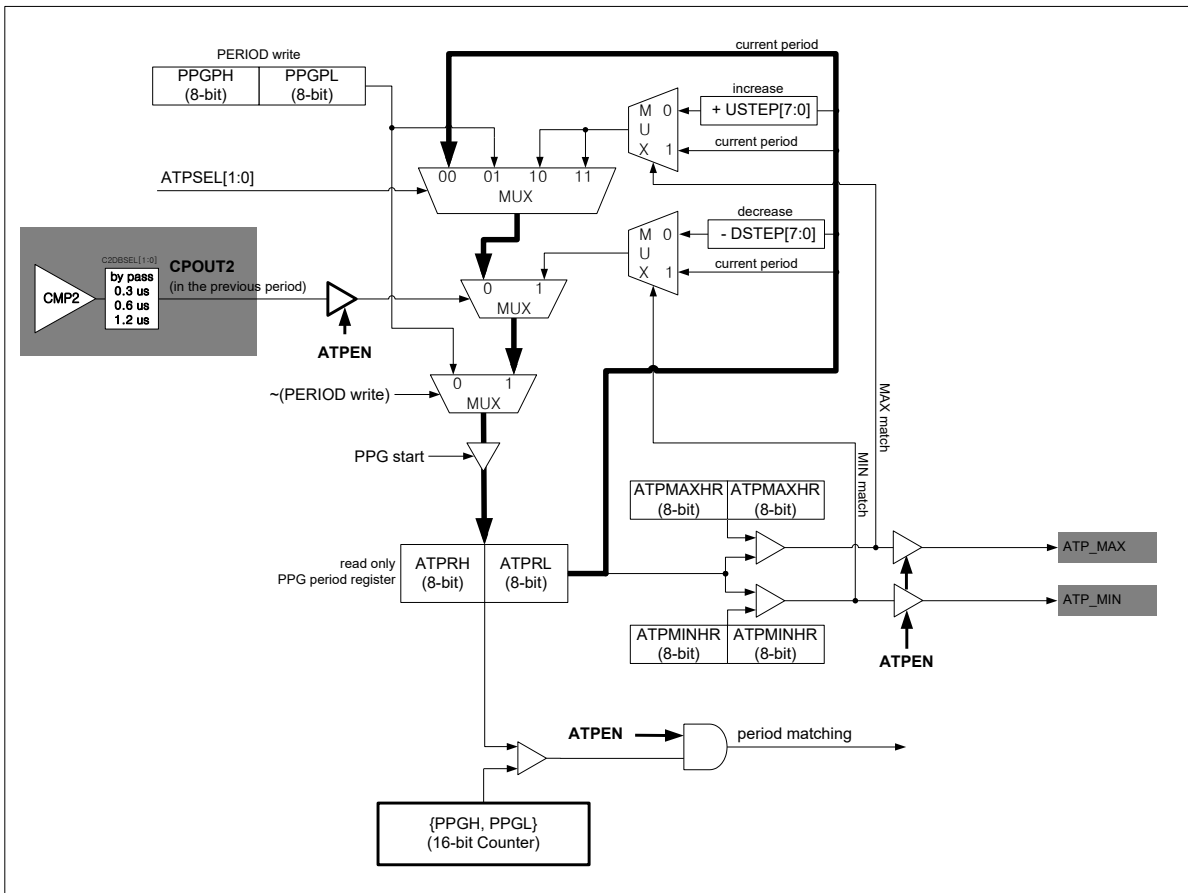 PERIOD write
PPGPH
(8-bit)
PPGPL
(8-bit)
current period
increase
+ USTEP[7:0]
M 0
U
X 1
current period
00 01 10 11
MUX
ATPSEL[1:0]
decrease
- DSTEP[7:0]
M 0
U
X 1
current period
C2DBSEL[1:0]
CMP2
by pass
0.3 us
0.6 us
1.2 us
CPOUT2
(in the previous period)
ATPEN
0 1
MUX
0 1
MUX
~(PERIOD write)
PPG start
MAX match
MIN match
ATPMAXHR
(8-bit)
ATPMAXHR
(8-bit)
read only
PPG period register
ATPRH
(8-bit)
ATPRL
(8-bit)
ATP_MAX
ATP_MIN
ATPMINHR
(8-bit)
ATPMINHR
(8-bit)
ATPEN
ATPEN
period matching
{PPGH, PPGL}
(16-bit Counter)